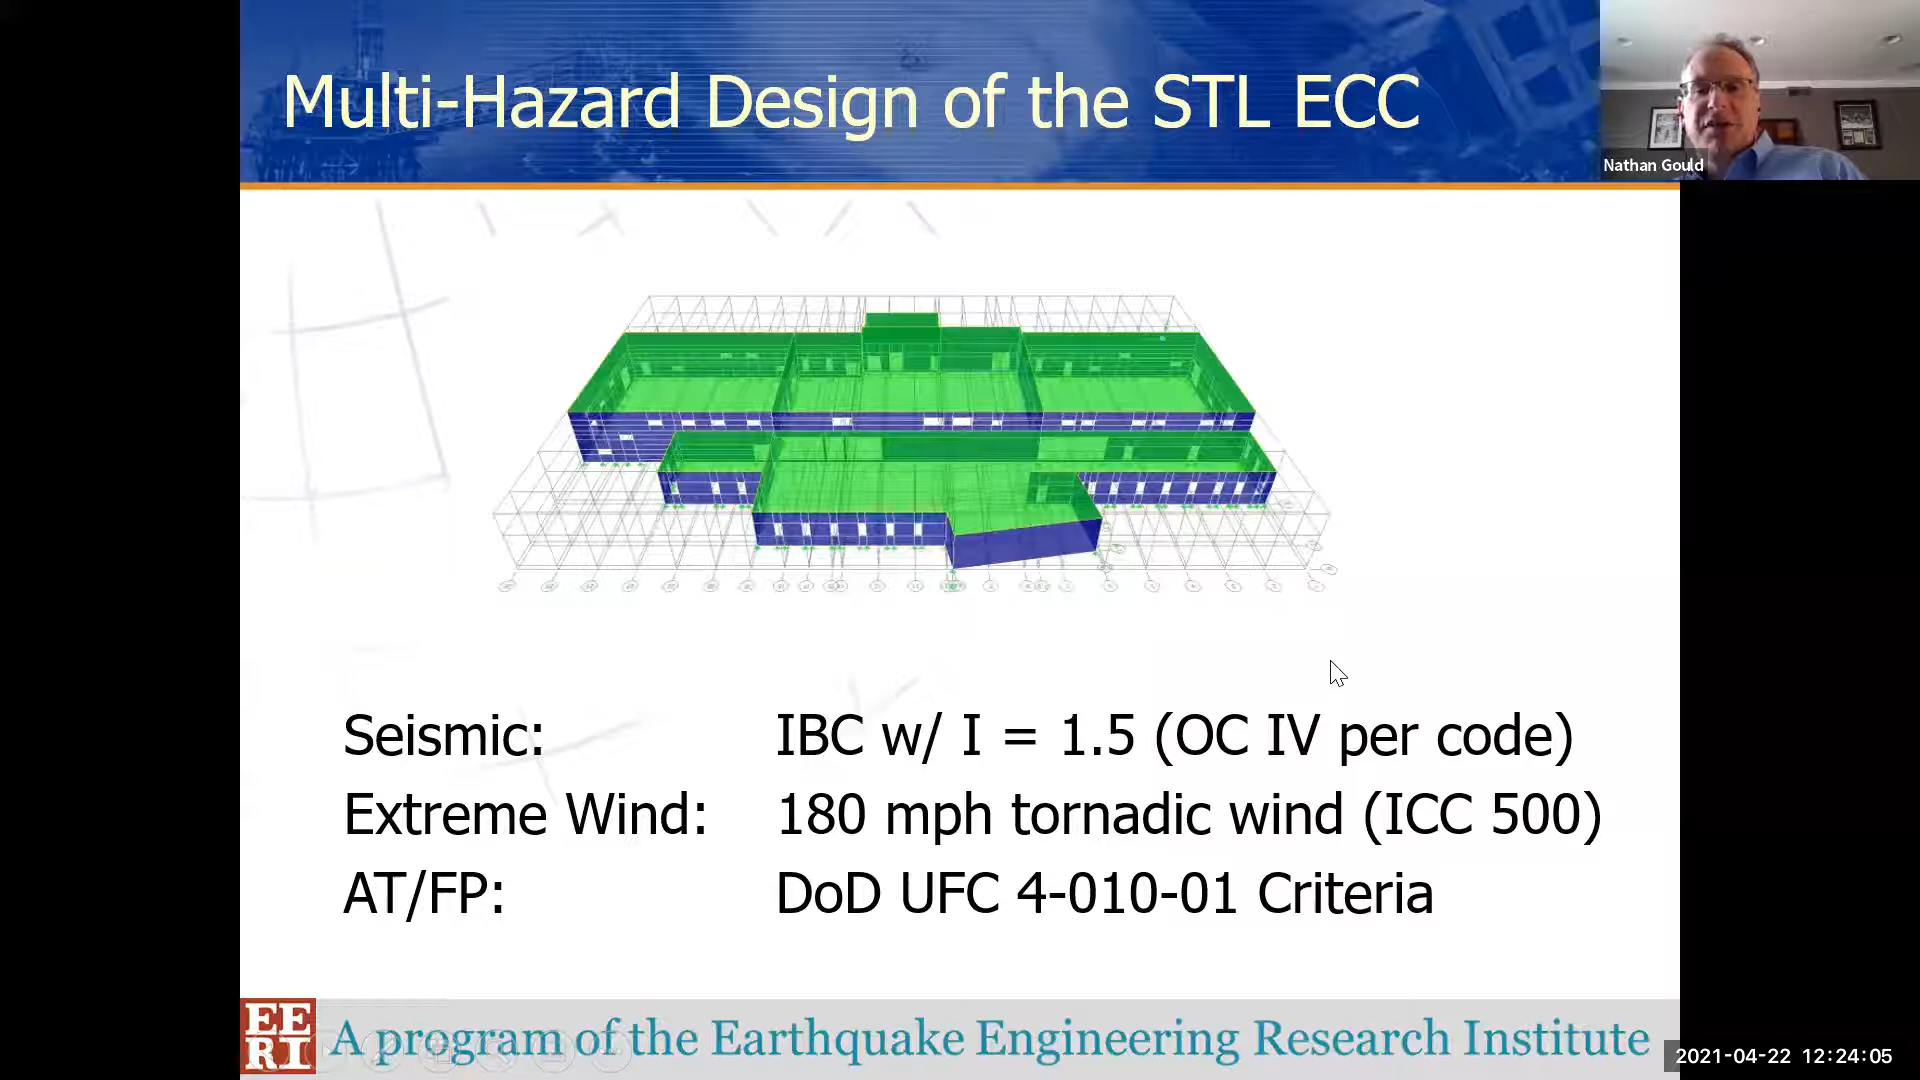 Multi-Hazard Design of the STL ECC
Nathan Gould
Seismic: IBC w/ I = 1.5 (OC IV per code)
Extreme Wind: 180 mph tornadic wind (ICC 500)
AT/FP: DoD UFC 4-010-01 Criteria
EE
RI
A program of the Earthquake Engineering Research Institute
2021-04-22 12:24:05